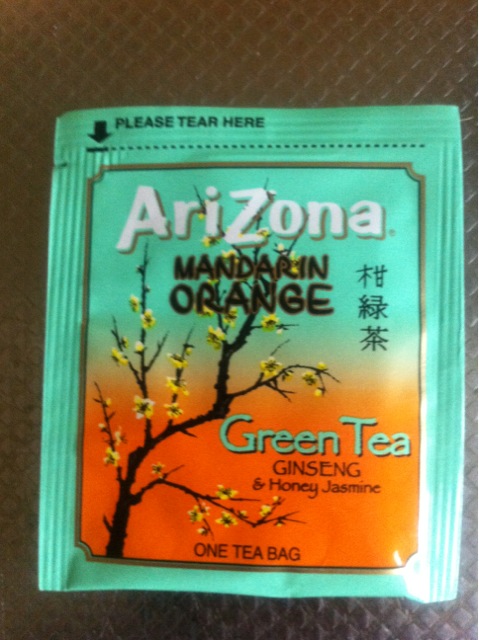 PLEASE TEAR HERE
AriZona®
MANDARIN
ORANGE
柑緑茶
Green Tea
GINSENG
& Honey Jasmine
ONE TEA BAG